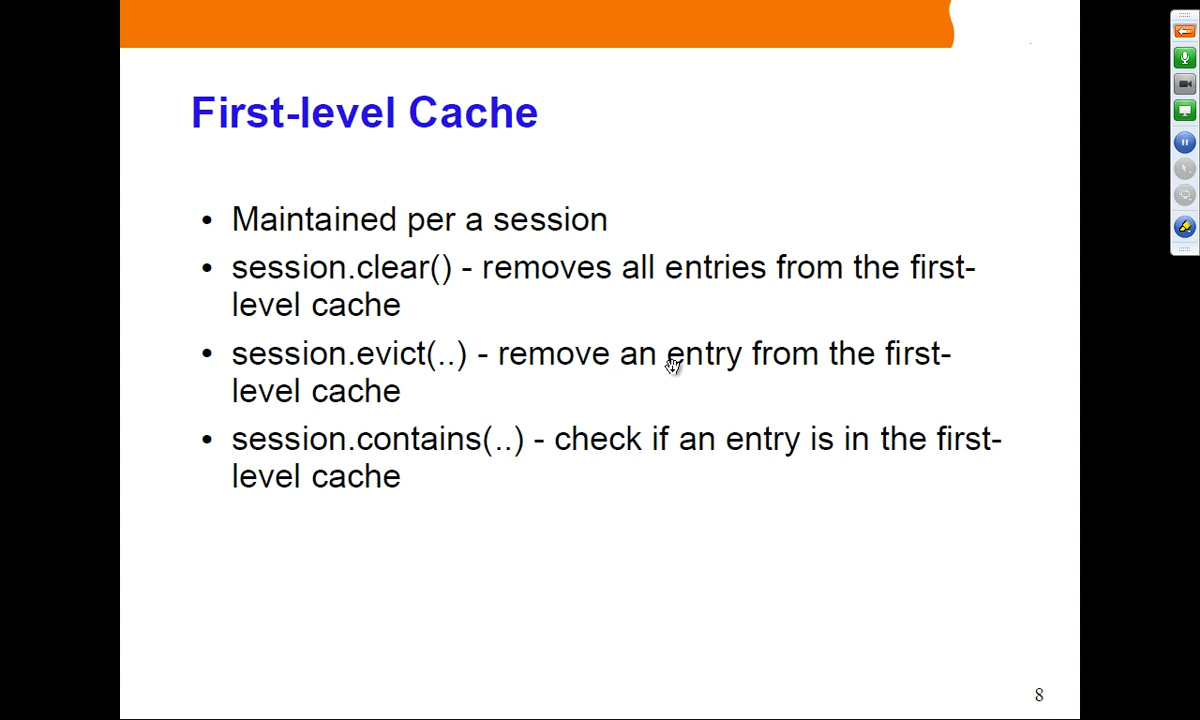 First-level Cache
• Maintained per a session
• session.clear() - removes all entries from the first-
level cache
• session.evict(..) - remove an entry from the first-
level cache
• session.contains(..) - check if an entry is in the first-
level cache
8